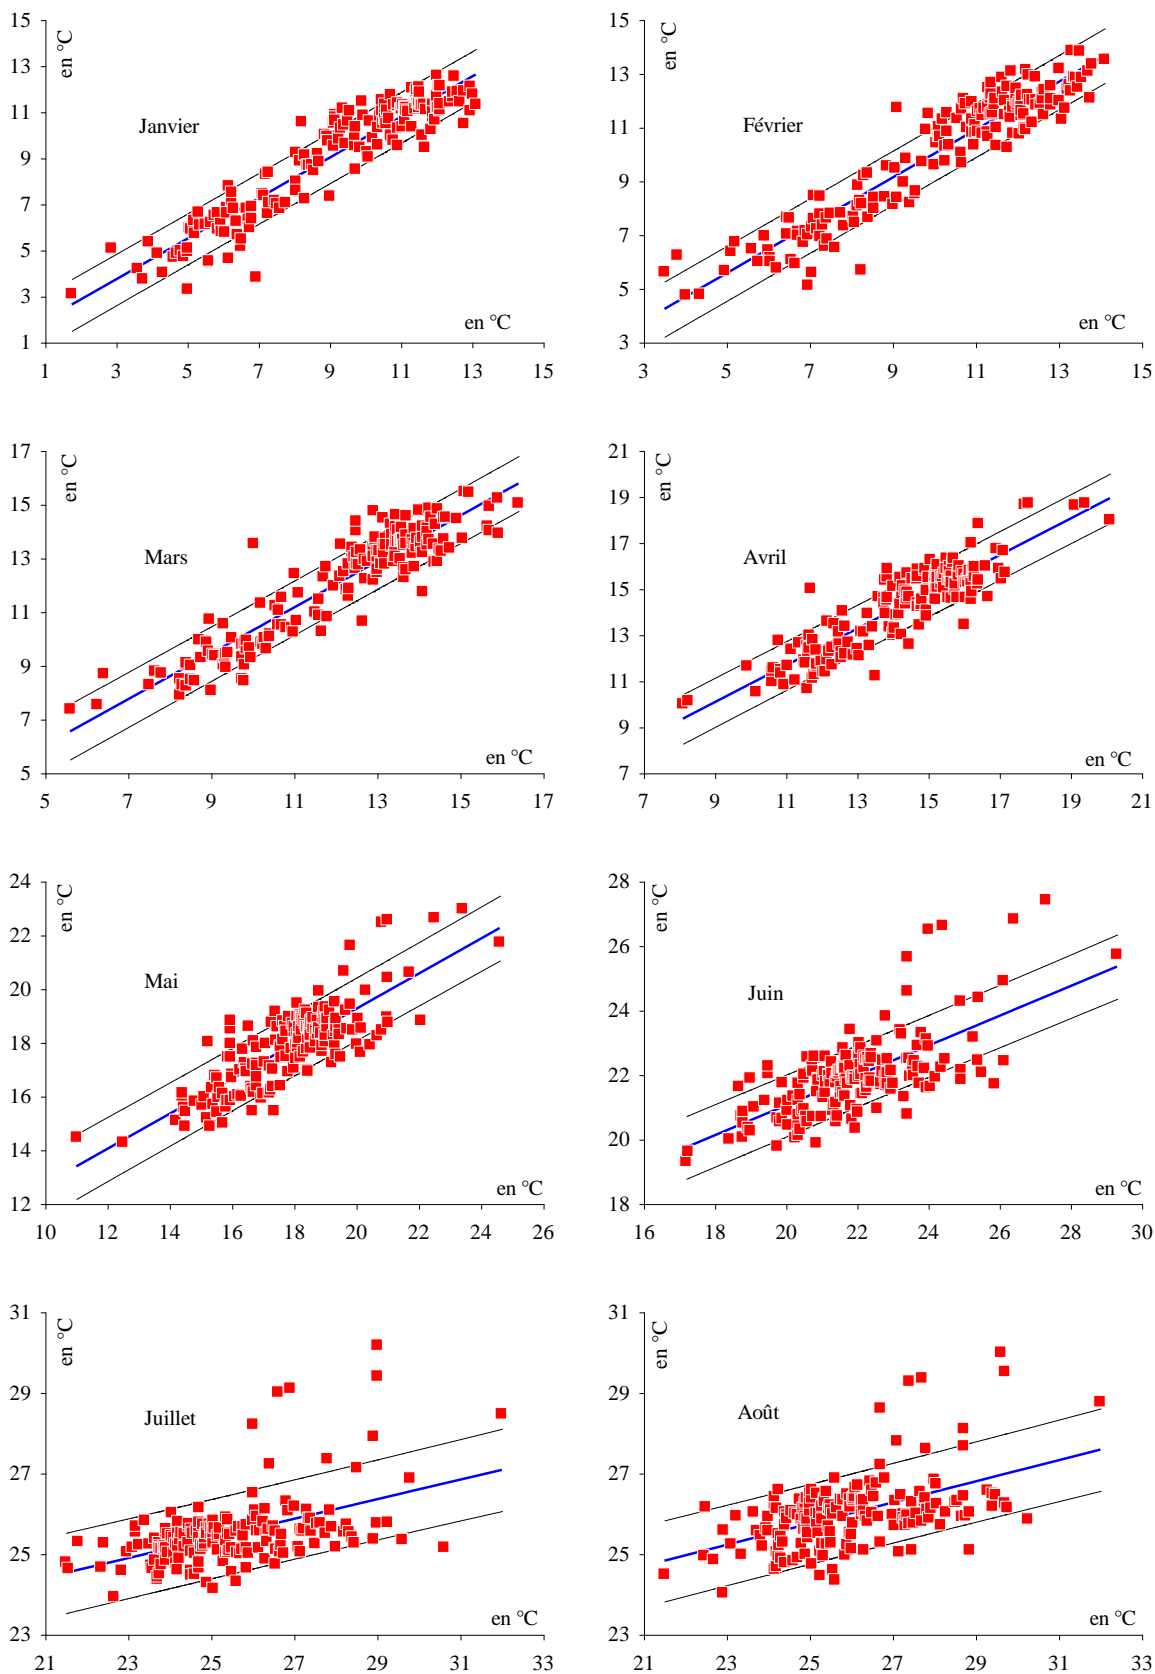 15
13
11
9
7
5
3
1
en °C
Janvier
en °C
1 3 5 7 9 11 13 15
15
13
11
9
7
5
3
en °C
Février
en °C
3 5 7 9 11 13 15
17
15
13
11
9
7
5
en °C
Mars
en °C
5 7 9 11 13 15 17
21
19
17
15
13
11
9
7
en °C
Avril
en °C
7 9 11 13 15 17 19 21
24
22
20
18
16
14
12
en °C
Mai
en °C
10 12 14 16 18 20 22 24 26
28
26
24
22
20
18
en °C
Juin
en °C
16 18 20 22 24 26 28 30
31
29
27
25
23
en °C
Juillet
en °C
21 23 25 27 29 31 33
31
29
27
25
23
en °C
Août
en °C
21 23 25 27 29 31 33